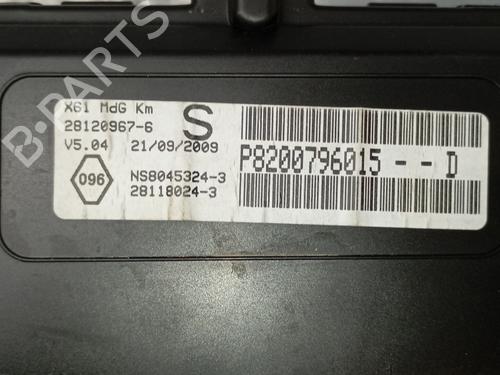 X61 MdG Km
28120967-6
S
V5.04 21/09/2009
P8200796015 - - D
096
NS8045324-3
28118024-3
B-PARTS